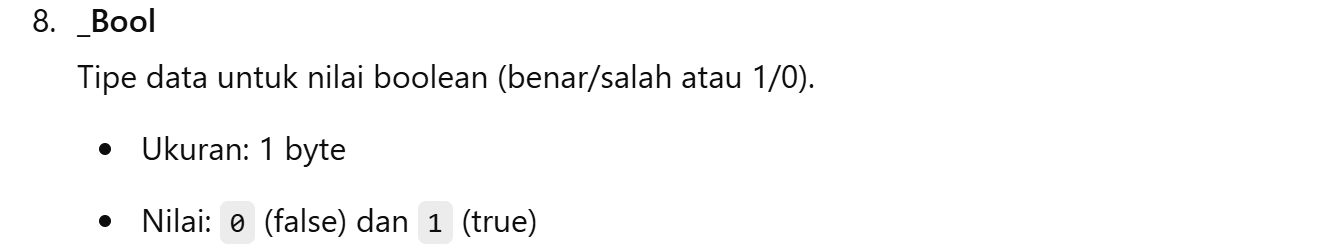 8. _Bool
Tipe data untuk nilai boolean (benar/salah atau 1/0).
• Ukuran: 1 byte
• Nilai: 0 (false) dan 1 (true)